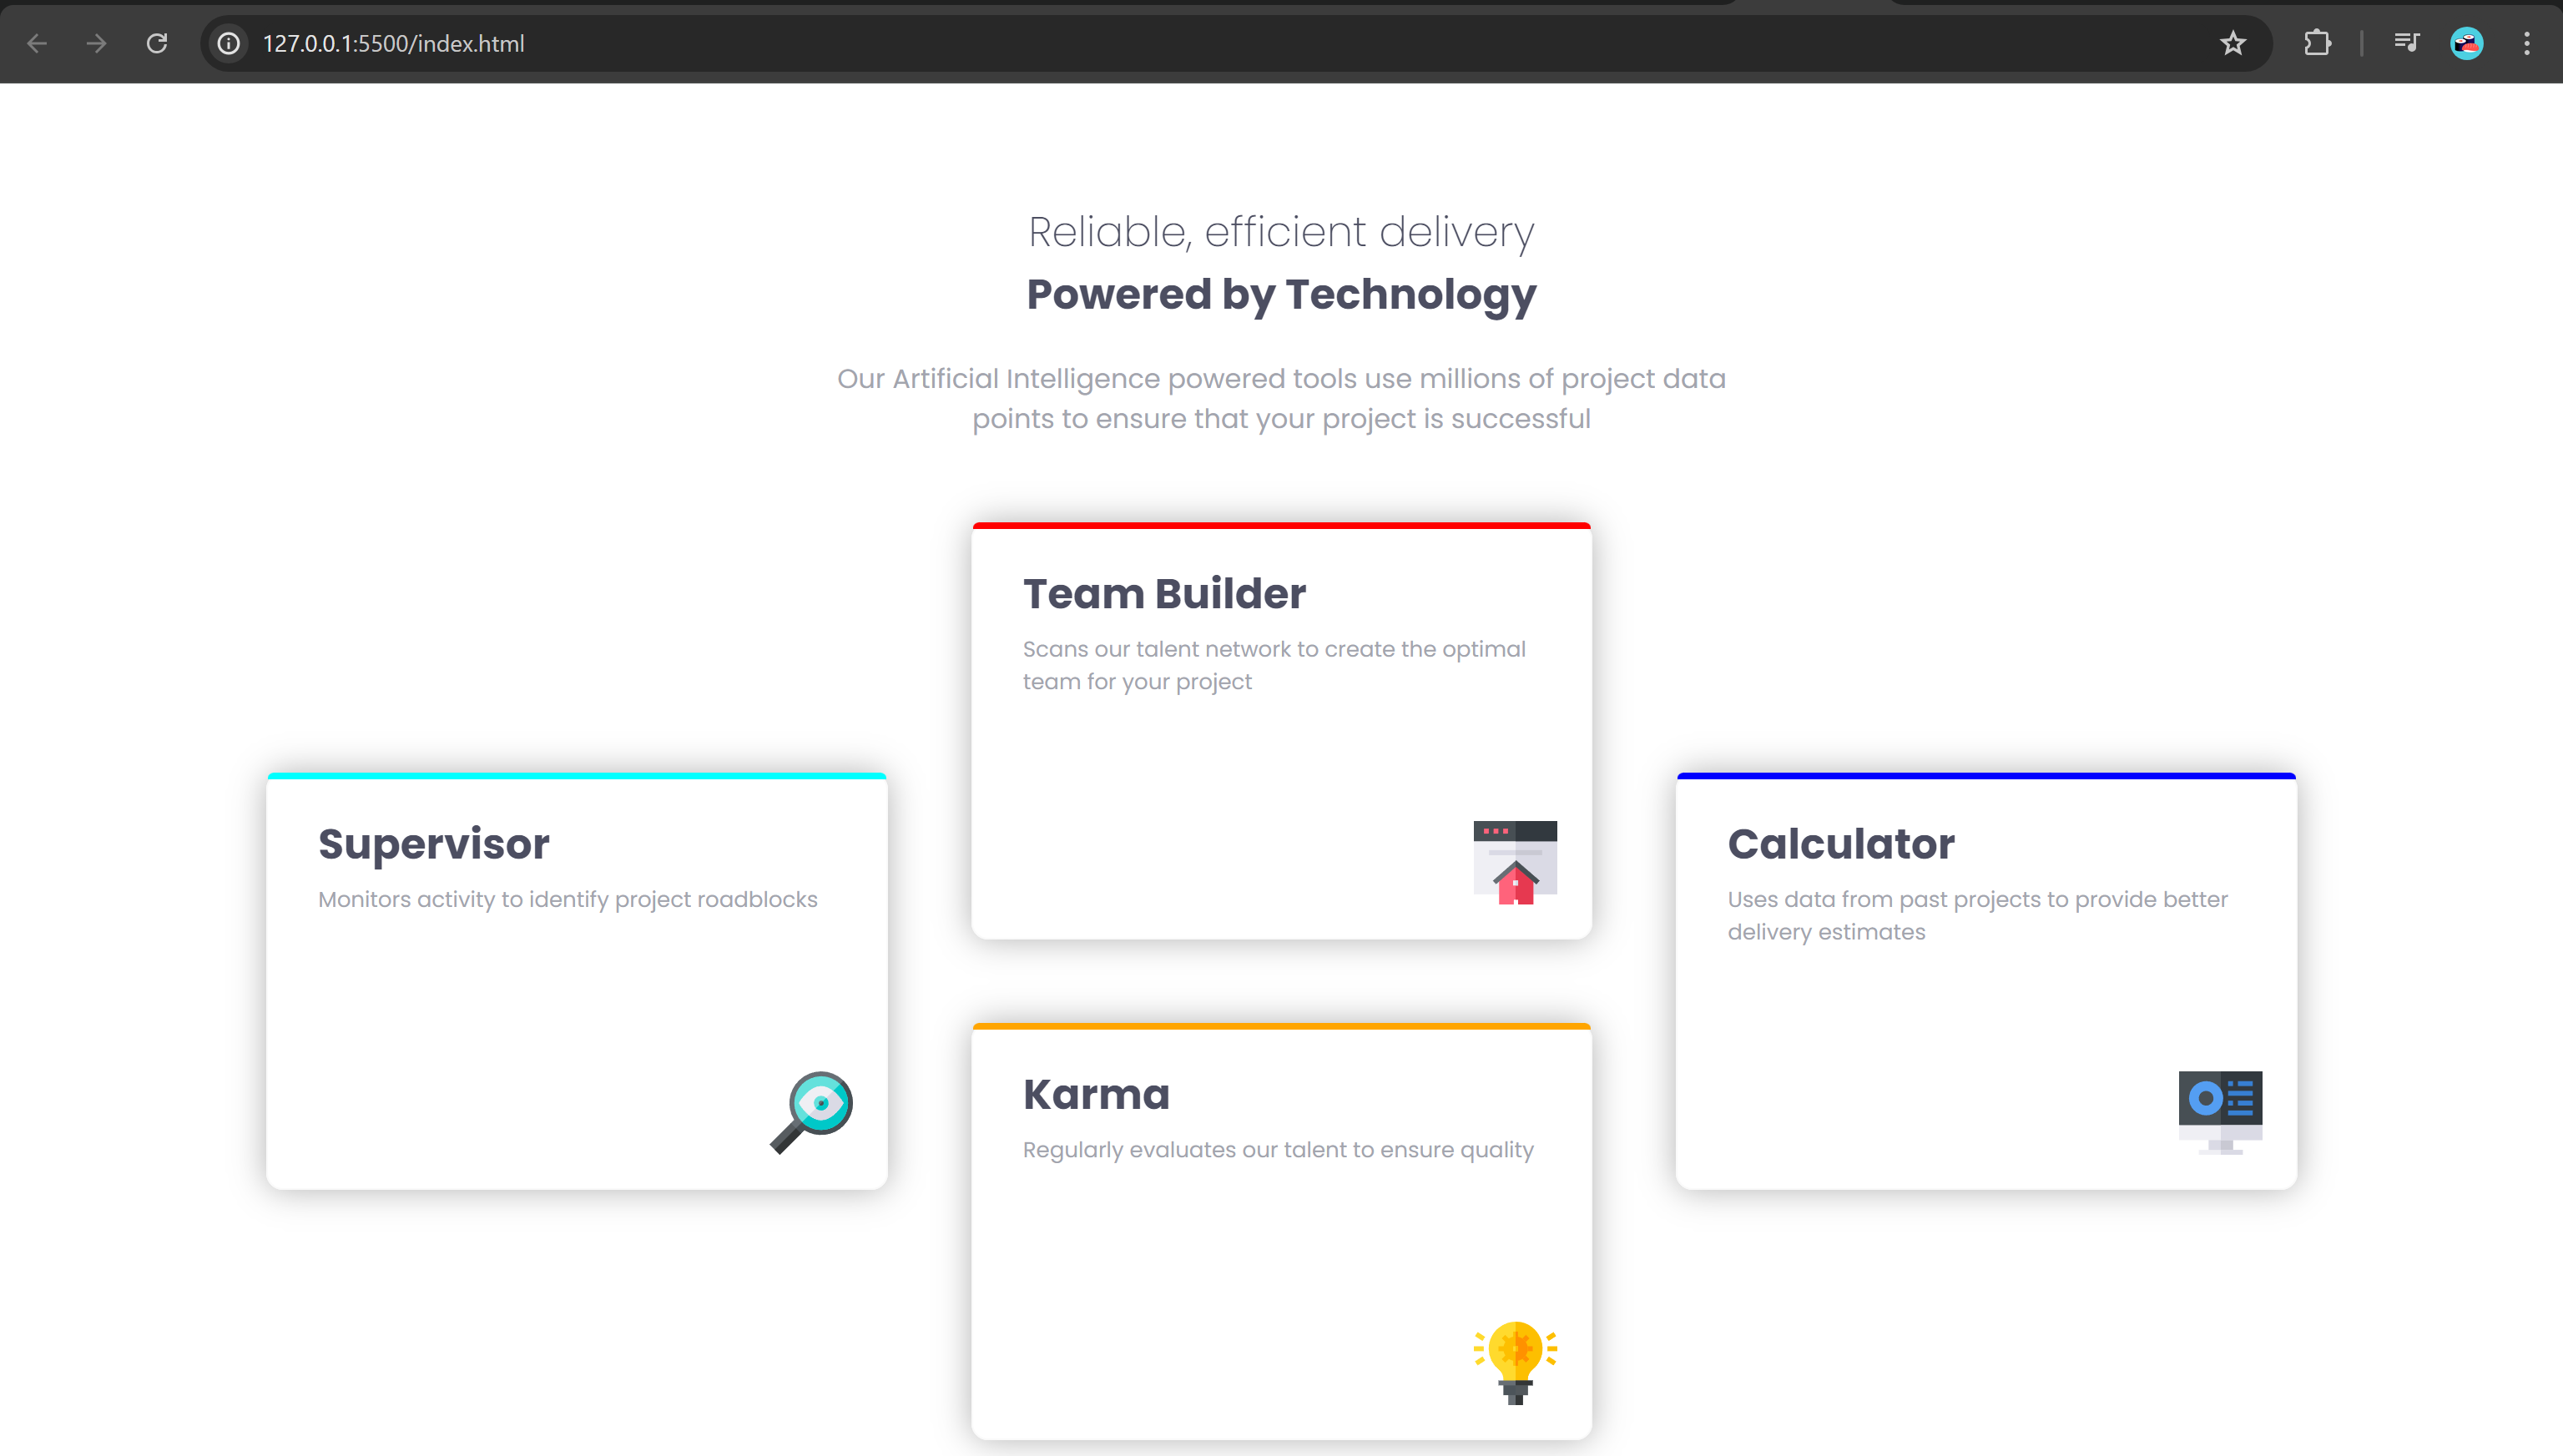 127.0.0.1:5500/index.html
Reliable, efficient delivery
Powered by Technology
Our Artificial Intelligence powered tools use millions of project data
points to ensure that your project is successful
Team Builder
Scans our talent network to create the optimal
team for your project
Supervisor
Monitors activity to identify project roadblocks
Calculator
Uses data from past projects to provide better
delivery estimates
Karma
Regularly evaluates our talent to ensure quality